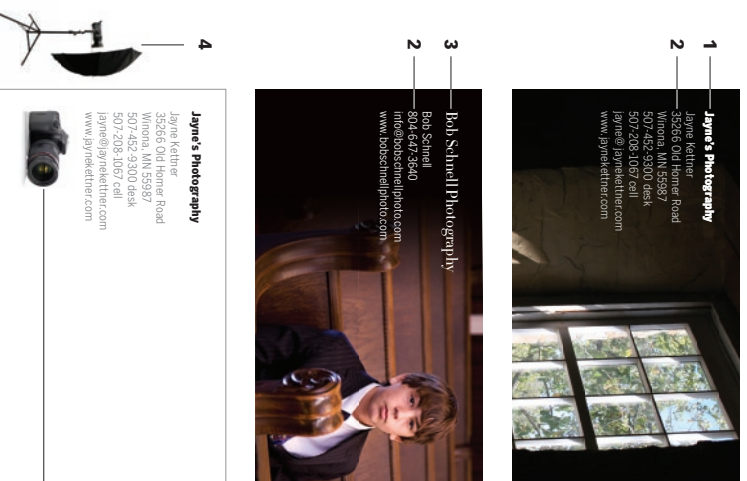 1 Jayne's Photography
Jayne Kettner
2 35266 Old Homer Road
Winona, MN 55987
507-452-9300 desk
507-208-1067 cell
jayne@jaynekettner.com
www.jaynekettner.com
3 Bob Schnell Photography
Bob Schnell
2 804-647-3640
info@bobschnellphoto.com
www.bobschnellphoto.com
4
Jayne's Photography
Jayne Kettner
35266 Old Homer Road
Winona, MN 55987
507-452-9300 desk
507-208-1067 cell
jayne@jaynekettner.com
www.jaynekettner.com